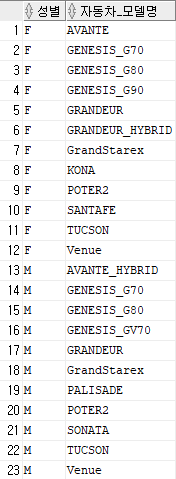 성별 자동차_모델명
1 F AVANTE
2 F GENESIS_G70
3 F GENESIS_G80
4 F GENESIS_G90
5 F GRANDEUR
6 F GRANDEUR_HYBRID
7 F GrandStarex
8 F KONA
9 F POTER2
10 F SANTAFE
11 F TUCSON
12 F Venue
13 M AVANTE_HYBRID
14 M GENESIS_G70
15 M GENESIS_G80
16 M GENESIS_GV70
17 M GRANDEUR
18 M GrandStarex
19 M PALISADE
20 M POTER2
21 M SONATA
22 M TUCSON
23 M Venue